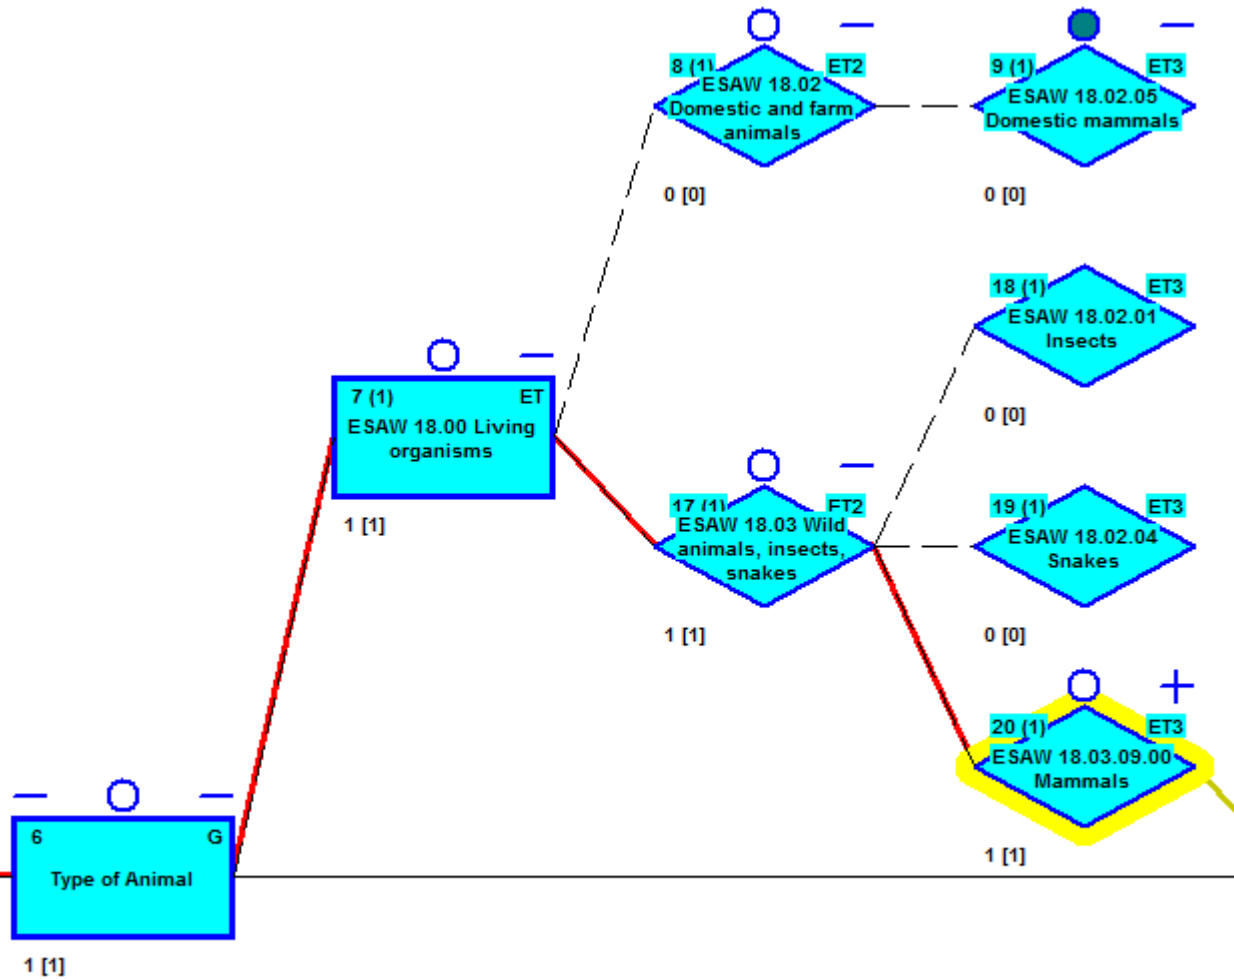 8 (1) ET2
ESAW 18.02
Domestic and farm
animals
0 [0]
9 (1) ET3
ESAW 18.02.05
Domestic mammals
0 [0]
18 (1) ET3
ESAW 18.02.01
Insects
0 [0]
7 (1) ET
ESAW 18.00 Living
organisms
1 [1]
17 (1) ET2
ESAW 18.03 Wild
animals, insects,
snakes
1 [1]
19 (1) ET3
ESAW 18.02.04
Snakes
0 [0]
20 (1) ET3
ESAW 18.03.09.00
Mammals
1 [1]
6 G
Type of Animal
1 [1]